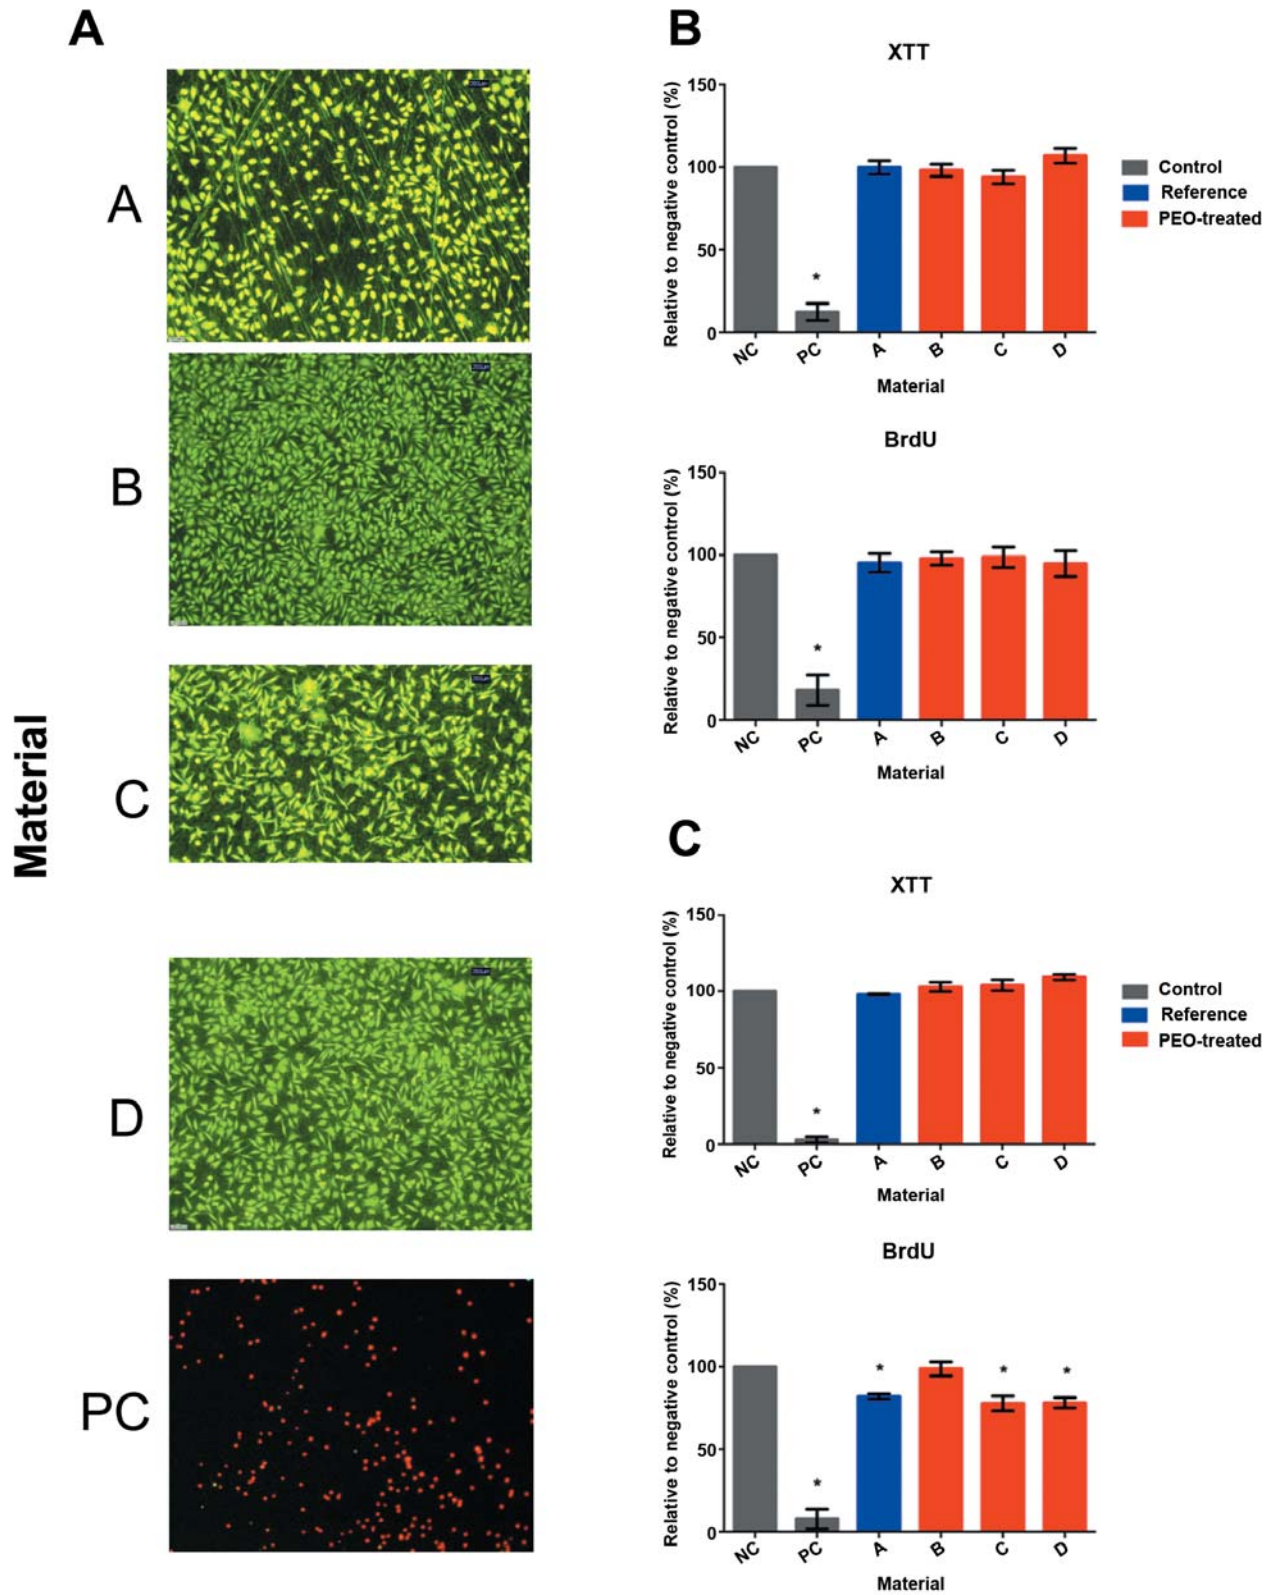 A
B
XTT
Relative to negative control (%)
150
100
50
0
NC
PC
A
B
C
D
Material
Control
Reference
PEO-treated
BrdU
Relative to negative control (%)
150
100
50
0
*
*
NC
PC
A
B
C
D
Material
C
XTT
Relative to negative control (%)
150
100
50
0
*
NC
PC
A
B
C
D
Material
Control
Reference
PEO-treated
BrdU
Relative to negative control (%)
150
100
50
0
*
*
*
*
NC
PC
A
B
C
D
Material
Material
A
B
C
D
PC